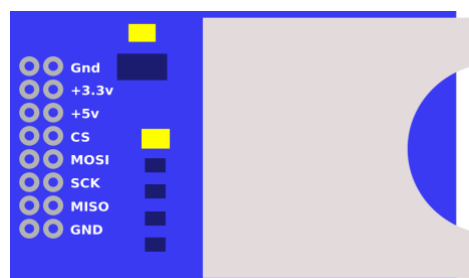 Gnd
+3.3v
+5v
CS
MOSI
SCK
MISO
GND